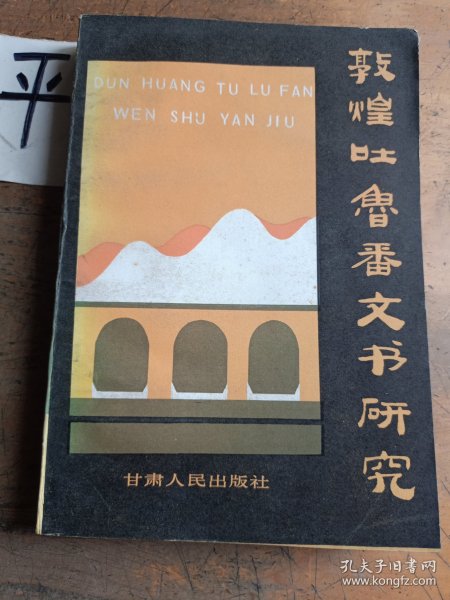 平
DUN HUANG TU LU FAN
WEN SHU YAN JIU
敦煌吐魯番文书研究
甘肃人民出版社
孔夫子旧书网
www.kongfz.com